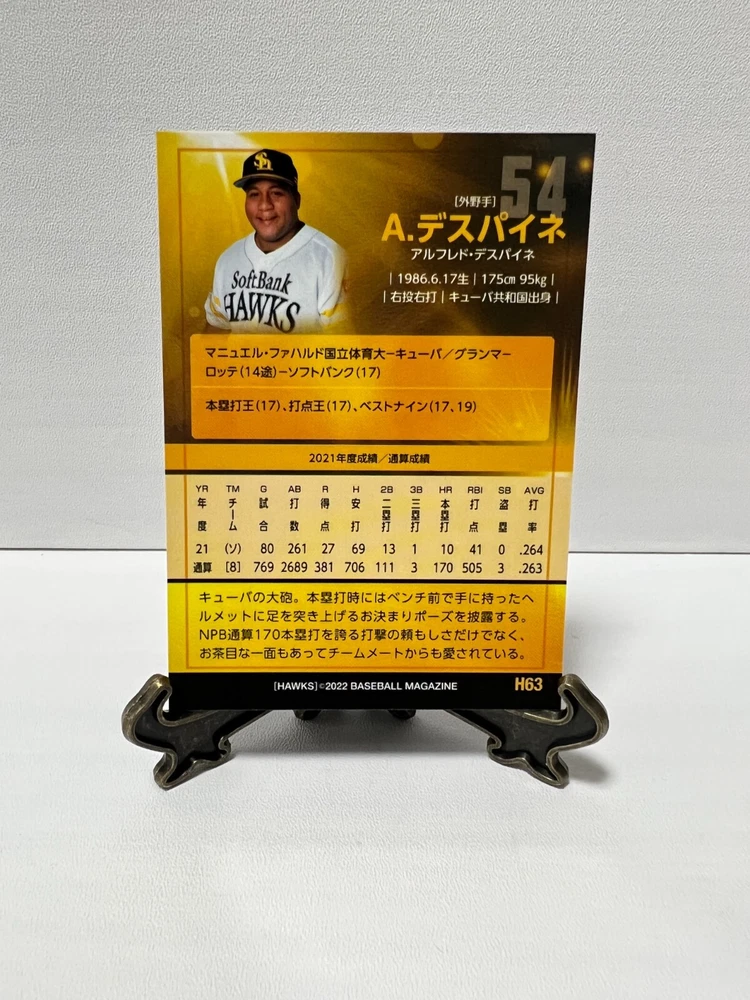 54
[外野手]
A.デスパイネ
アルフレド・デスパイネ
| 1986.6.17生 | 175cm 95kg |
| 右投右打 | キューバ共和国出身 |
SH
SoftBank
HAWKS
マニュエル・ファハルド国立体育大ーキューバ/グランマー
ロッテ(14途)ーソフトバンク(17)
本塁打王(17)、打点王(17)、ベストナイン(17、19)
2021年度成績/通算成績
YR TM G AB R H 2B 3B HR RBI SB AVG
年度 チーム 試合 打数 得点 安打 二塁打 三塁打 本塁打 打点 盗塁 打率
21 (ソ) 80 261 27 69 13 1 10 41 0 .264
通算 [8] 769 2689 381 706 111 3 170 505 3 .263
キューバの大砲。本塁打時にはベンチ前で手に持ったヘ
ルメットに足を突き上げるお決まりポーズを披露する。
NPB通算170本塁打を誇る打撃の頼もしさだけでなく、
お茶目な一面もあってチームメートからも愛されている。
[HAWKS]©2022 BASEBALL MAGAZINE
H63